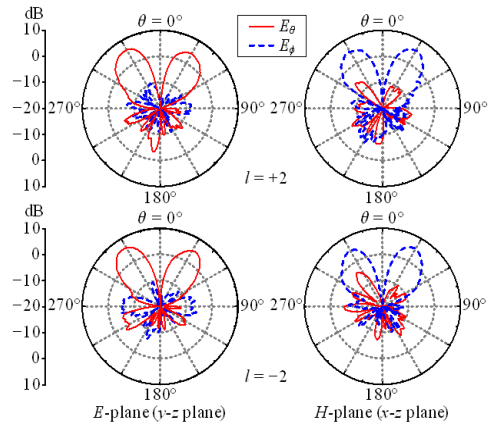 dB
θ = 0°
E_θ
E_ϕ
θ = 0°
10
0
−10
−20
−10
0
10
270°
90°
270°
90°
180°
l = +2
180°
dB
θ = 0°
θ = 0°
10
0
−10
−20
−10
0
10
270°
90°
270°
90°
180°
l = −2
180°
E-plane (y-z plane)
H-plane (x-z plane)